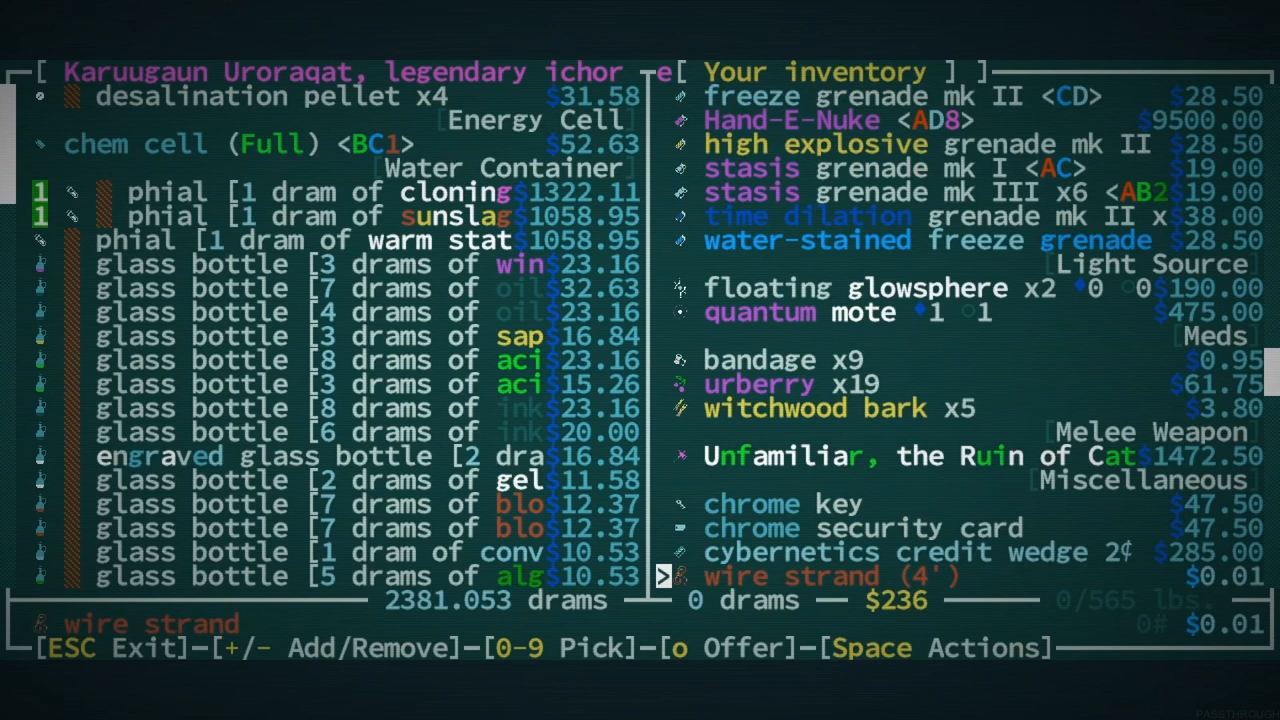 [ Karuugaun Uroraqat, legendary ichor e[ Your inventory ] ]
desalination pellet x4 $31.58
[Energy Cell]
chem cell (Full) <BC1> $52.63
[Water Container]
1 phial [1 dram of cloning $1322.11
1 phial [1 dram of sunslag $1058.95
phial [1 dram of warm stat $1058.95
glass bottle [3 drams of win $23.16
glass bottle [7 drams of oil $32.63
glass bottle [4 drams of oil $23.16
glass bottle [3 drams of sap $16.84
glass bottle [8 drams of aci $23.16
glass bottle [3 drams of aci $15.26
glass bottle [8 drams of ink $23.16
glass bottle [6 drams of ink $20.00
engraved glass bottle [2 dra $16.84
glass bottle [2 drams of gel $11.58
glass bottle [7 drams of blo $12.37
glass bottle [7 drams of blo $12.37
glass bottle [1 dram of conv $10.53
glass bottle [5 drams of alg $10.53
freeze grenade mk II <CD> $28.50
Hand-E-Nuke <AD8> $9500.00
high explosive grenade mk II $28.50
stasis grenade mk I <AC> $19.00
stasis grenade mk III x6 <AB2 $19.00
time dilation grenade mk II x $38.00
water-stained freeze grenade $28.50
[Light Source]
floating glowsphere x2 ♦0 ○0 $190.00
quantum mote ♦1 ○1 $475.00
[Meds]
bandage x9 $0.95
urberry x19 $61.75
witchwood bark x5 $3.80
[Melee Weapon]
Unfamiliar, the Ruin of Cat $1472.50
[Miscellaneous]
chrome key $47.50
chrome security card $47.50
cybernetics credit wedge 2¢ $285.00
> wire strand (4') $0.01
2381.053 drams 0 drams $236 0/565 lbs.
wire strand 0# $0.01
[ESC Exit]-[+/- Add/Remove]-[0-9 Pick]-[o Offer]-[Space Actions]